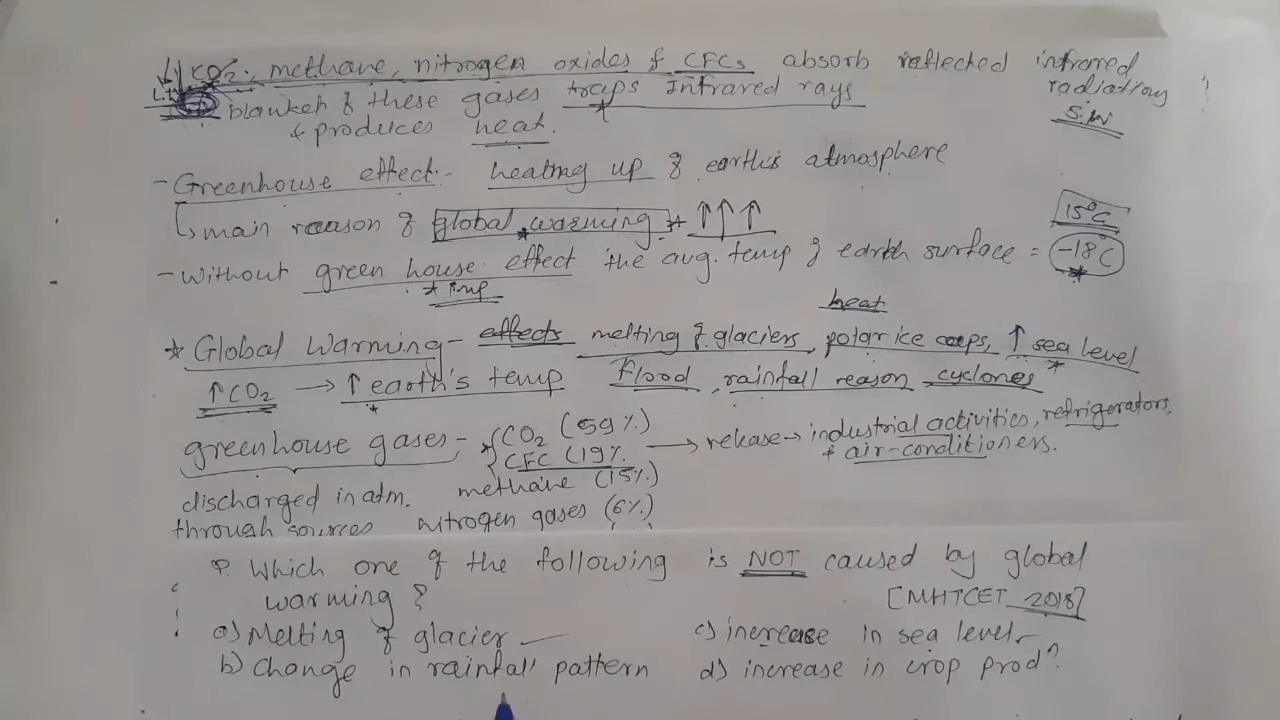 CO2, methane, nitrogen oxides & CFCs absorb reflected infrared radiation
blanket of these gases traps Infrared rays
S.W
& produces heat.
- Greenhouse effect:- heating up of earth's atmosphere
main reason of global warming * ↑↑↑
15°C
- without green house effect the avg. temp of earth surface = -18°C
* Imp
heat
* Global Warming - effects melting of glaciers, polar ice caps, ↑ sea level
↑CO2 → ↑ earth's temp Flood, rainfall reason, cyclones *
greenhouse gases - * CO2 (59%) → release → industrial activities, refrigerators,
CFC (19%. & air-conditioners.
discharged in atm. methane (15%)
through sources nitrogen gases (6%)
Q. Which one of the following is NOT caused by global
warming? [MHTCET 2018]
a) Melting of glacier c) increase in sea level
b) Change in rainfall pattern d) increase in crop prodn?